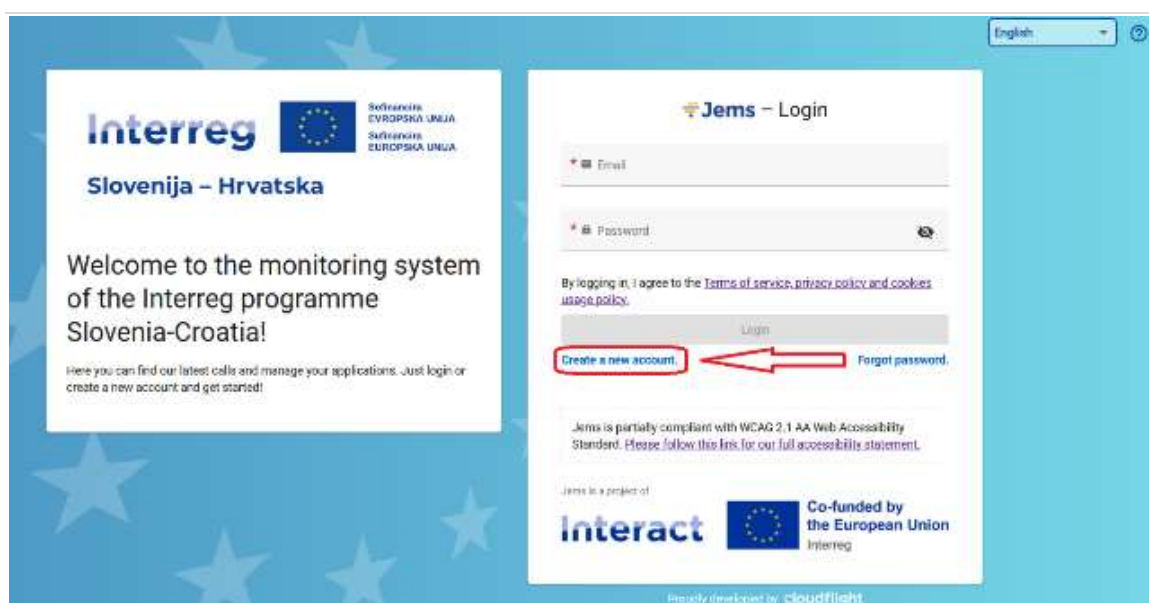 English
Interreg
Sofinancira
EVROPSKA UNIJA
Sufinancira
EUROPSKA UNIJA
Slovenija – Hrvatska
Welcome to the monitoring system
of the Interreg programme
Slovenia-Croatia!
Here you can find our latest calls and manage your applications. Just login or
create a new account and get started!
Jems – Login
* Email
* Password
By logging in, I agree to the Terms of service, privacy policy and cookies
usage policy.
Login
Create a new account.
Forgot password.
Jems is partially compliant with WCAG 2.1 AA Web Accessibility
Standard. Please follow this link for our full accessibility statement.
Jems is a project of
Interact
Co-funded by
the European Union
Interreg
Proudly developed by cloudflight